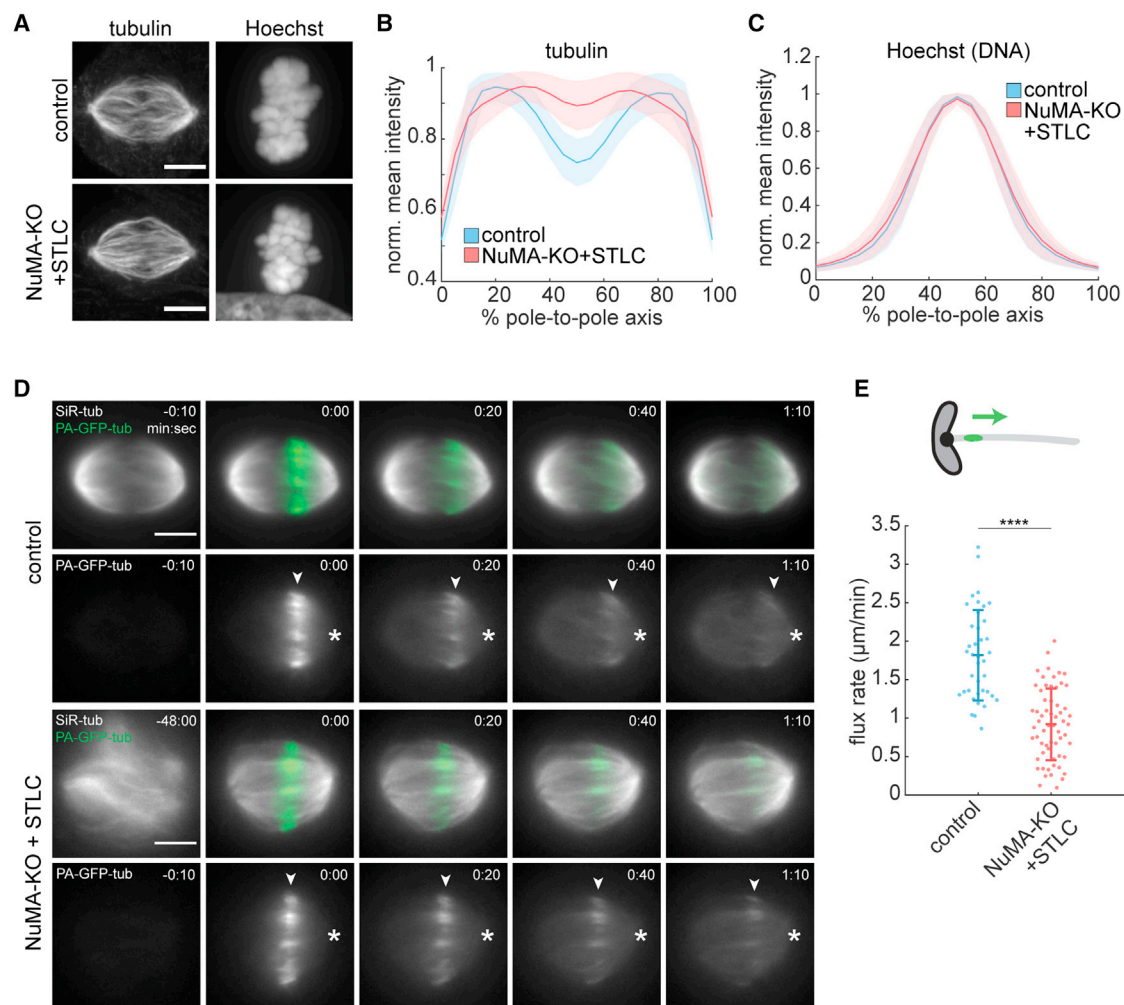 A
tubulin
Hoechst
control
NuMA-KO
+STLC
B
tubulin
norm. mean intensity
1
0.8
0.6
0.4
control
NuMA-KO+STLC
0
20
40
60
80
100
% pole-to-pole axis
C
Hoechst (DNA)
norm. mean intensity
1.2
1
0.8
0.6
0.4
0.2
0
control
NuMA-KO
+STLC
0
20
40
60
80
100
% pole-to-pole axis
D
control
SiR-tub -0:10
PA-GFP-tub min:sec
0:00
0:20
0:40
1:10
PA-GFP-tub -0:10
0:00
*
0:20
*
0:40
*
1:10
*
NuMA-KO + STLC
SiR-tub -48:00
PA-GFP-tub
0:00
0:20
0:40
1:10
PA-GFP-tub -0:10
0:00
*
0:20
*
0:40
*
1:10
*
E
flux rate (µm/min)
3.5
3
2.5
2
1.5
1
0.5
0
****
control
NuMA-KO
+STLC